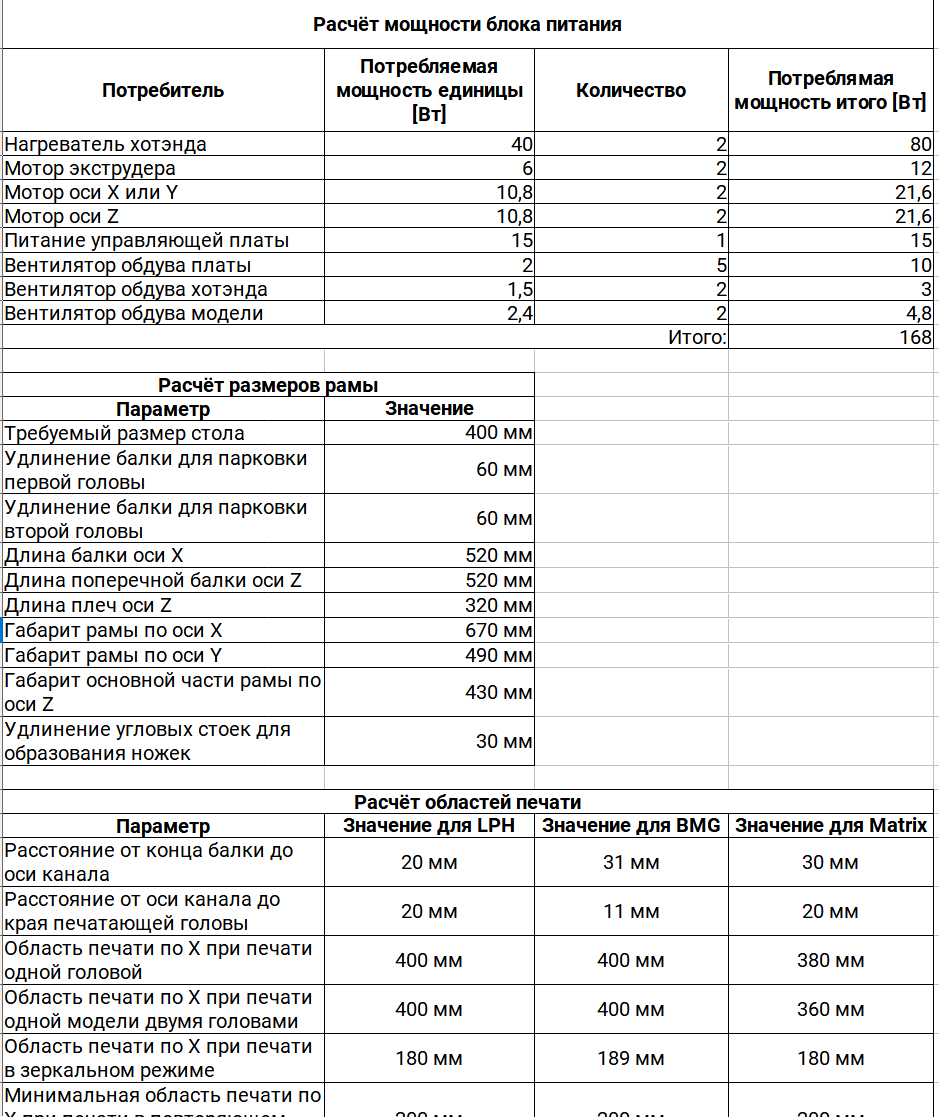 Расчёт мощности блока питания
Потребитель
Потребляемая
мощность единицы
[Вт]
Количество
Потреблямая
мощность итого [Вт]
Нагреватель хотэнда 40 2 80
Мотор экструдера 6 2 12
Мотор оси X или Y 10,8 2 21,6
Мотор оси Z 10,8 2 21,6
Питание управляющей платы 15 1 15
Вентилятор обдува платы 2 5 10
Вентилятор обдува хотэнда 1,5 2 3
Вентилятор обдува модели 2,4 2 4,8
Итого: 168
Расчёт размеров рамы
Параметр Значение
Требуемый размер стола 400 мм
Удлинение балки для парковки
первой головы
60 мм
Удлинение балки для парковки
второй головы
60 мм
Длина балки оси X 520 мм
Длина поперечной балки оси Z 520 мм
Длина плеч оси Z 320 мм
Габарит рамы по оси X 670 мм
Габарит рамы по оси Y 490 мм
Габарит основной части рамы по
оси Z
430 мм
Удлинение угловых стоек для
образования ножек
30 мм
Расчёт областей печати
Параметр Значение для LPH Значение для BMG Значение для Matrix
Расстояние от конца балки до
оси канала
20 мм 31 мм 30 мм
Расстояние от оси канала до
края печатающей головы
20 мм 11 мм 20 мм
Область печати по X при печати
одной головой
400 мм 400 мм 380 мм
Область печати по X при печати
одной модели двумя головами
400 мм 400 мм 360 мм
Область печати по X при печати
в зеркальном режиме
180 мм 189 мм 180 мм
Минимальная область печати по